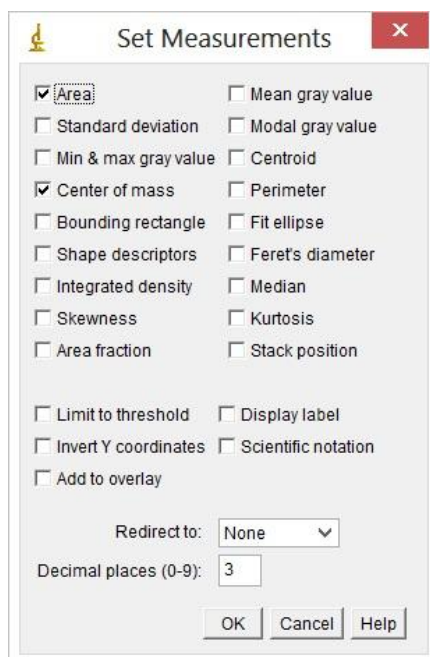 Set Measurements
Area
Mean gray value
Standard deviation
Modal gray value
Min & max gray value
Centroid
Center of mass
Perimeter
Bounding rectangle
Fit ellipse
Shape descriptors
Feret's diameter
Integrated density
Median
Skewness
Kurtosis
Area fraction
Stack position
Limit to threshold
Display label
Invert Y coordinates
Scientific notation
Add to overlay
Redirect to: None
Decimal places (0-9): 3
OK Cancel Help